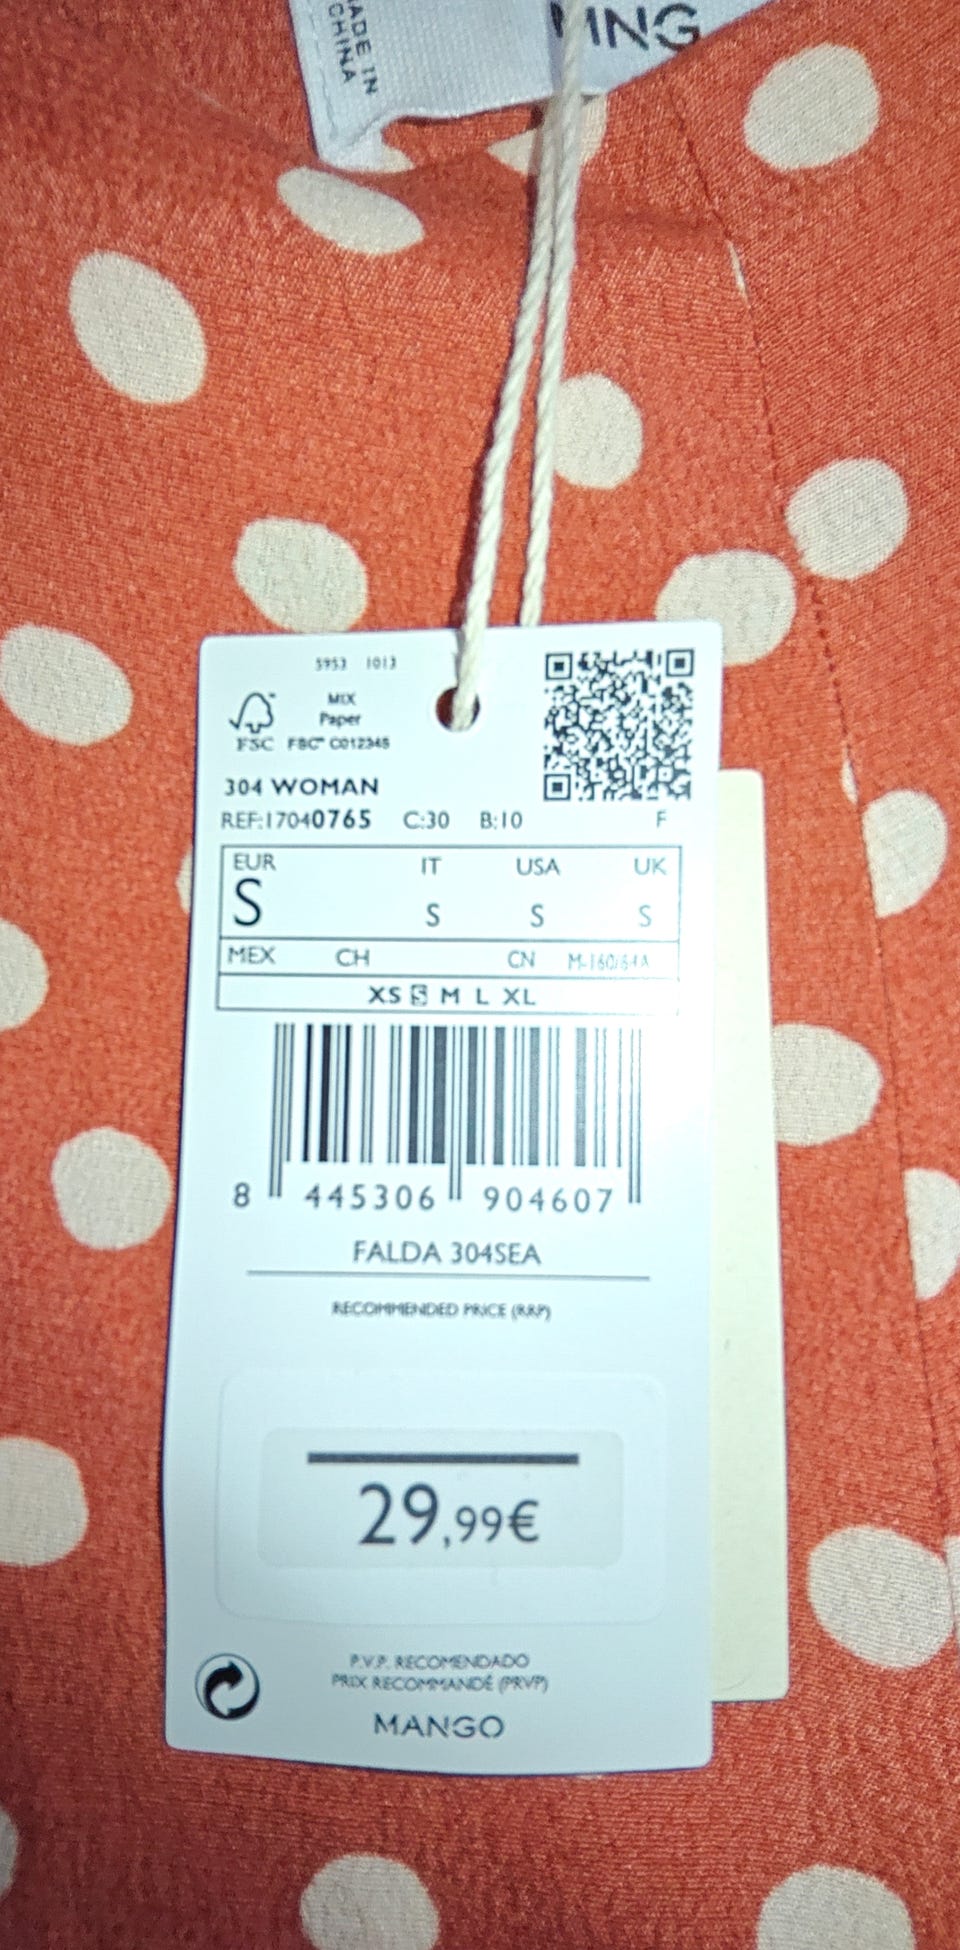 MADE IN
CHINA
MNG
5953 1013
MIX
Paper
FSC FSC™ C012345
304 WOMAN
REF:17040765 C:30 B:10 F
EUR IT USA UK
S S S S
MEX CH CN M-160/64A
XS S M L XL
8 445306 904607
FALDA 304SEA
RECOMMENDED PRICE (RRP)
29,99€
P.V.P. RECOMENDADO
PRIX RECOMMANDÉ (PRVP)
MANGO